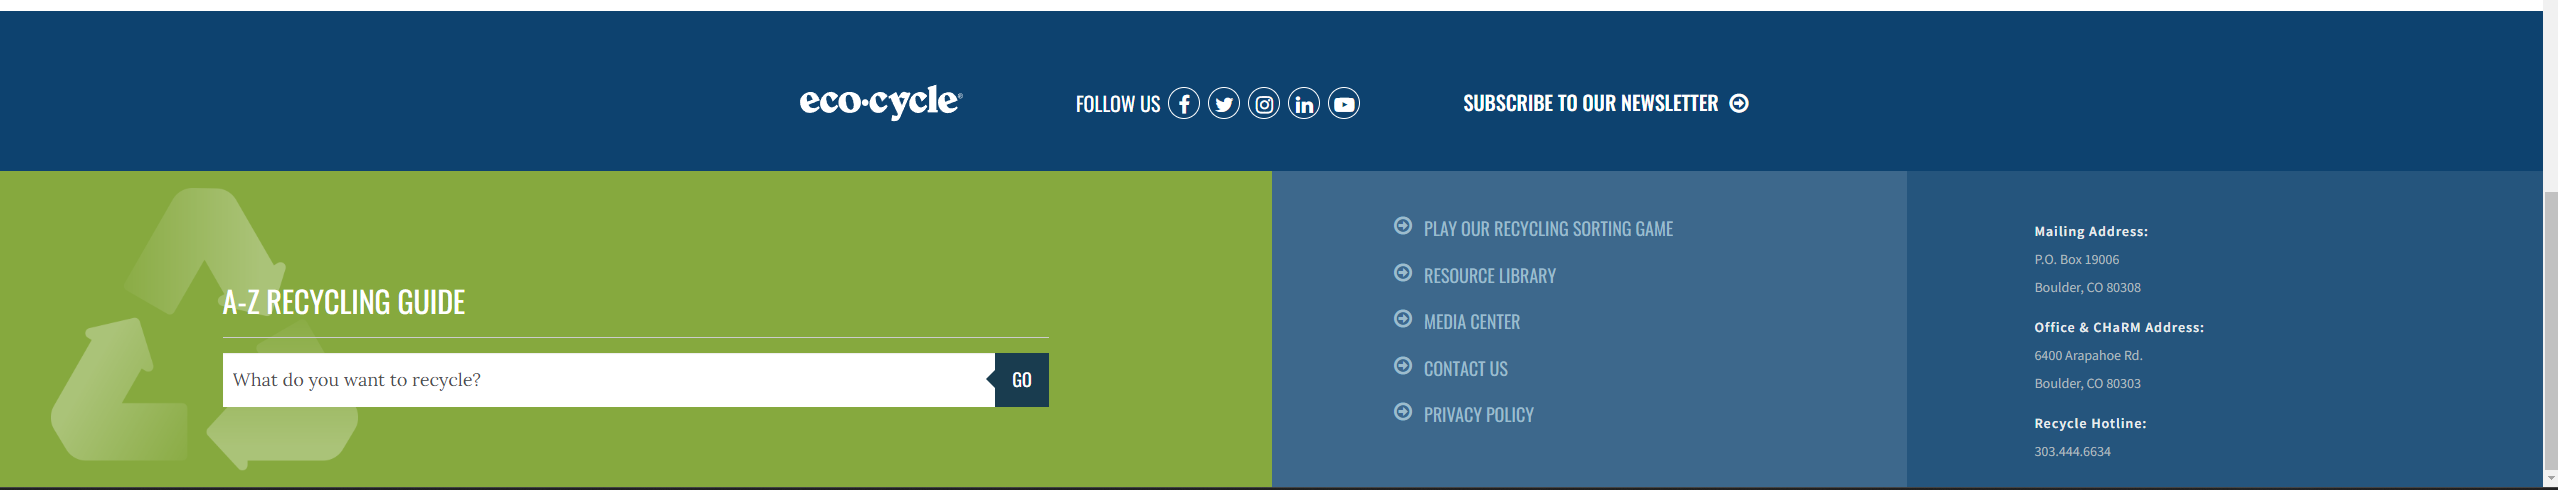 eco·cycle®
FOLLOW US
SUBSCRIBE TO OUR NEWSLETTER
A-Z RECYCLING GUIDE
What do you want to recycle?
GO
PLAY OUR RECYCLING SORTING GAME
RESOURCE LIBRARY
MEDIA CENTER
CONTACT US
PRIVACY POLICY
Mailing Address:
P.O. Box 19006
Boulder, CO 80308
Office & CHaRM Address:
6400 Arapahoe Rd.
Boulder, CO 80303
Recycle Hotline:
303.444.6634